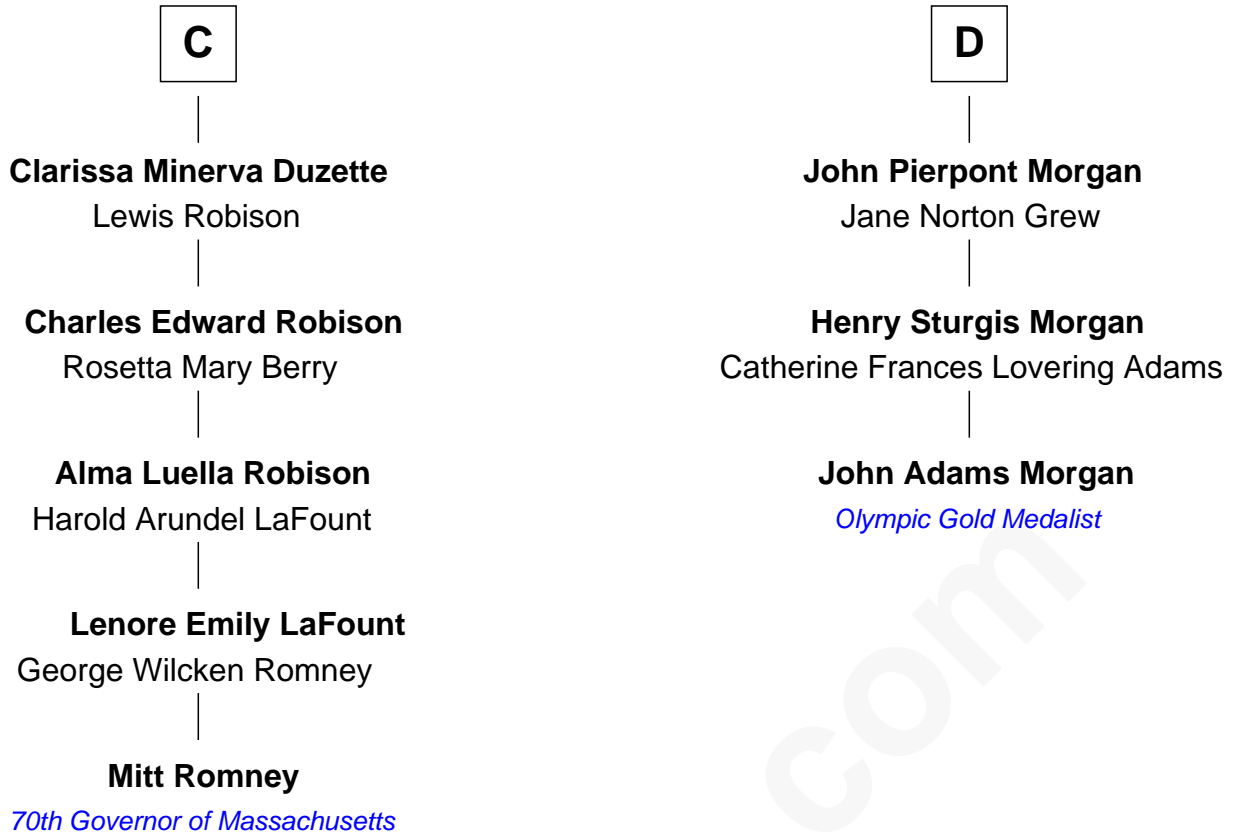 C
Clarissa Minerva Duzette
Lewis Robison
Charles Edward Robison
Rosetta Mary Berry
Alma Luella Robison
Harold Arundel LaFount
Lenore Emily LaFount
George Wilcken Romney
Mitt Romney
70th Governor of Massachusetts
D
John Pierpont Morgan
Jane Norton Grew
Henry Sturgis Morgan
Catherine Frances Lovering Adams
John Adams Morgan
Olympic Gold Medalist
com